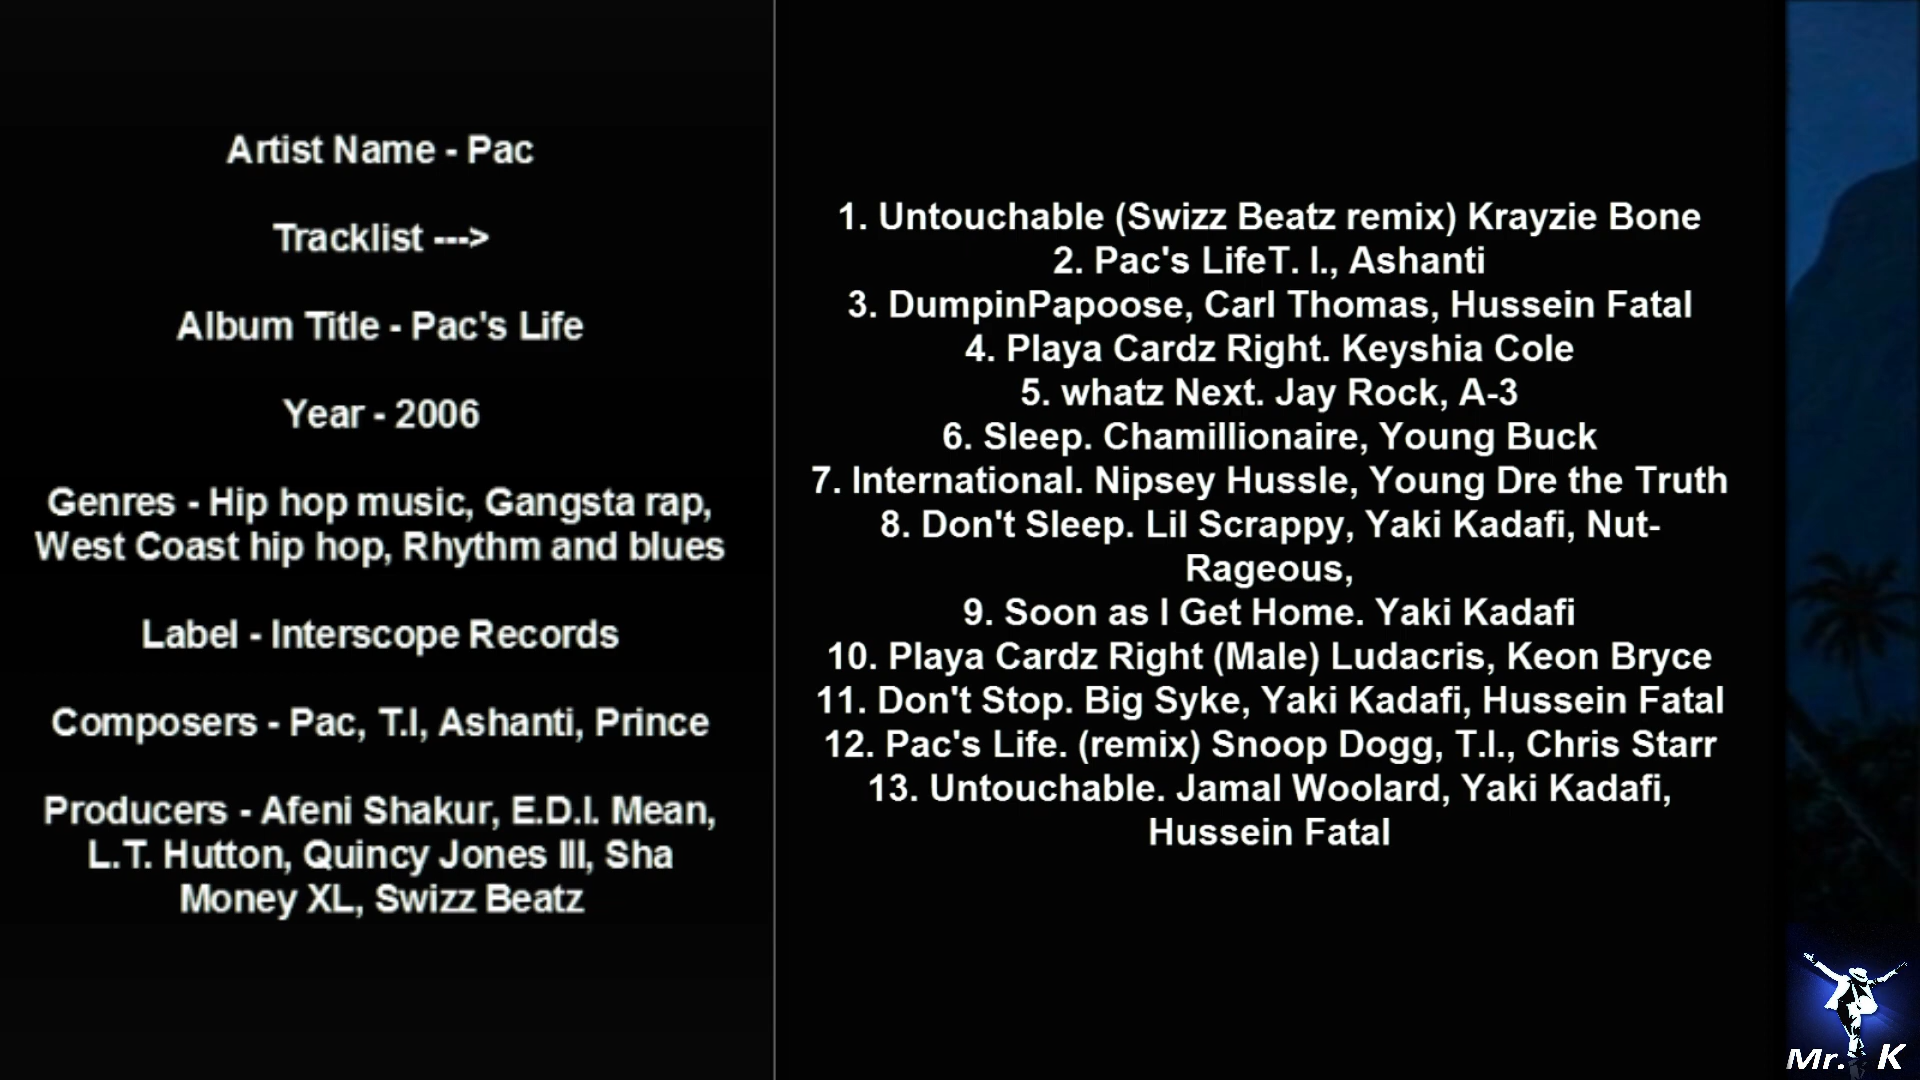 Artist Name - Pac
Tracklist --->
Album Title - Pac's Life
Year - 2006
Genres - Hip hop music, Gangsta rap,
West Coast hip hop, Rhythm and blues
Label - Interscope Records
Composers - Pac, T.I, Ashanti, Prince
Producers - Afeni Shakur, E.D.I. Mean,
L.T. Hutton, Quincy Jones III, Sha
Money XL, Swizz Beatz
1. Untouchable (Swizz Beatz remix) Krayzie Bone
2. Pac's LifeT. I., Ashanti
3. DumpinPapoose, Carl Thomas, Hussein Fatal
4. Playa Cardz Right. Keyshia Cole
5. whatz Next. Jay Rock, A-3
6. Sleep. Chamillionaire, Young Buck
7. International. Nipsey Hussle, Young Dre the Truth
8. Don't Sleep. Lil Scrappy, Yaki Kadafi, Nut-
Rageous,
9. Soon as I Get Home. Yaki Kadafi
10. Playa Cardz Right (Male) Ludacris, Keon Bryce
11. Don't Stop. Big Syke, Yaki Kadafi, Hussein Fatal
12. Pac's Life. (remix) Snoop Dogg, T.I., Chris Starr
13. Untouchable. Jamal Woolard, Yaki Kadafi,
Hussein Fatal
Mr. K